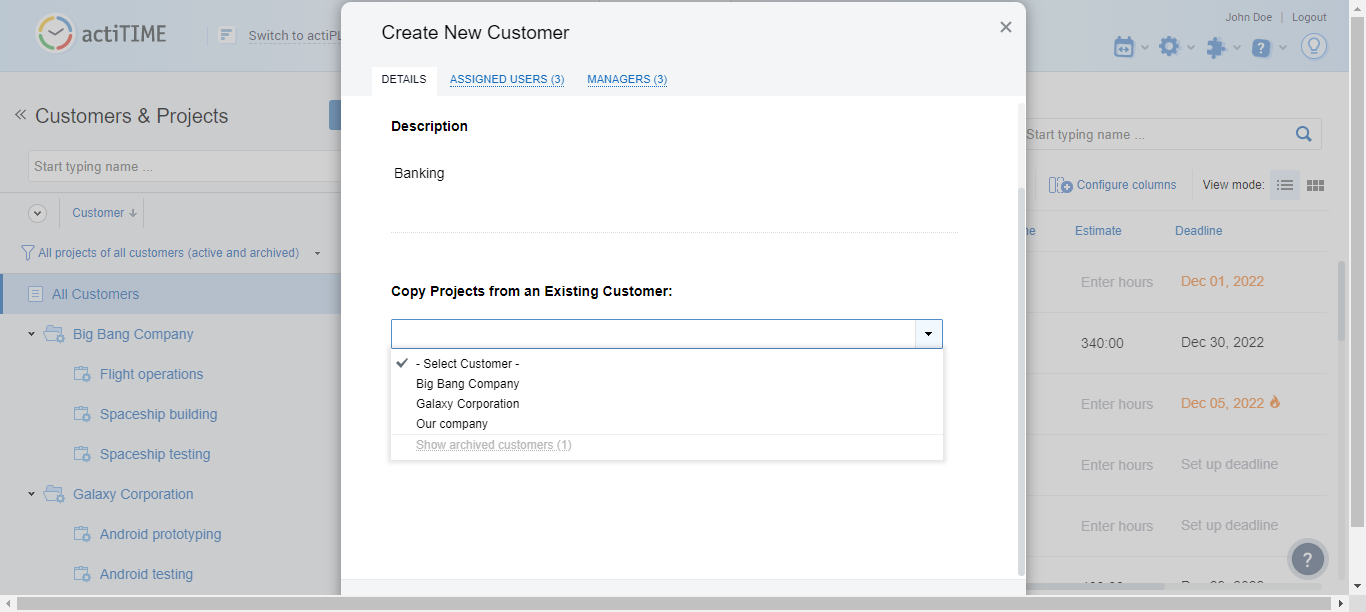 actiTIME
Switch to actiPL
John Doe | Logout
Create New Customer
DETAILS
ASSIGNED USERS (3)
MANAGERS (3)
Customers & Projects
Start typing name ...
Customer
All projects of all customers (active and archived)
All Customers
Big Bang Company
Flight operations
Spaceship building
Spaceship testing
Galaxy Corporation
Android prototyping
Android testing
Description
Banking
Copy Projects from an Existing Customer:
- Select Customer -
Big Bang Company
Galaxy Corporation
Our company
Show archived customers (1)
Start typing name ...
Configure columns
View mode:
Estimate
Deadline
Enter hours
Dec 01, 2022
340:00
Dec 30, 2022
Enter hours
Dec 05, 2022
Enter hours
Set up deadline
Enter hours
Set up deadline
?